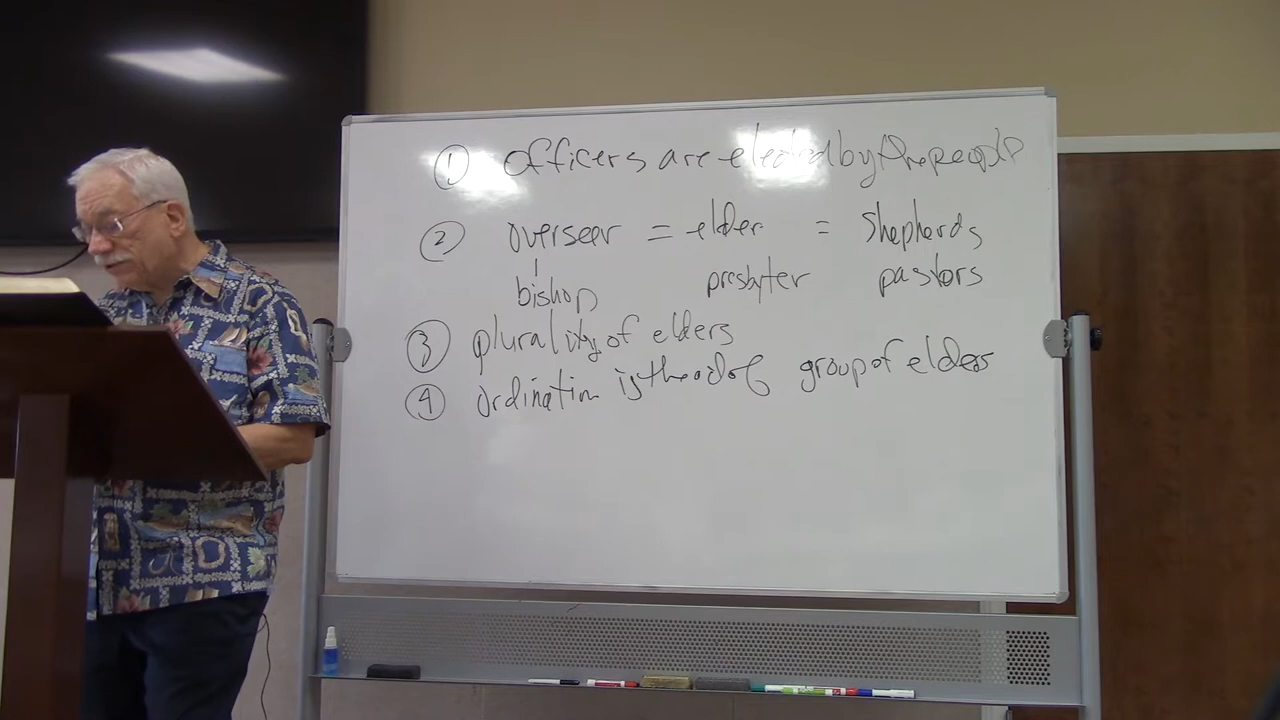 ① Officers are elected by the people
② overseer = elder = shepherds
bishop presbyter pastors
③ plurality of elders
④ ordination is the act of group of elders